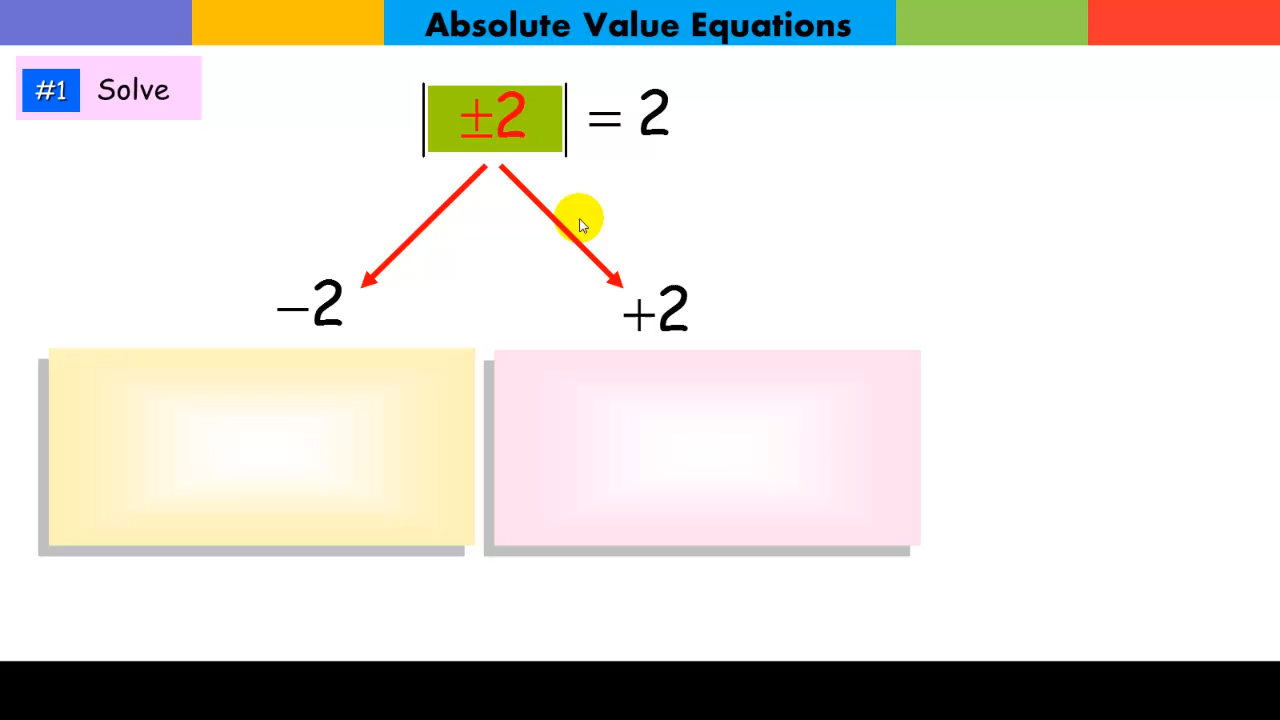 Absolute Value Equations
#1 Solve
|±2| = 2
−2 +2